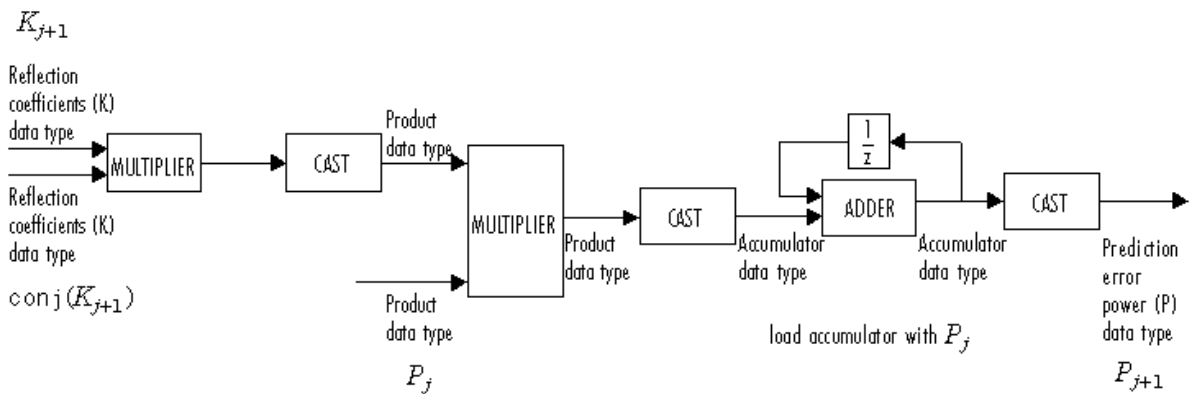 K_{j+1}
Reflection
coefficients (K)
data type
Reflection
coefficients (K)
data type
conj(K_{j+1})
MULTIPLIER
CAST
Product
data type
Product
data type
P_j
MULTIPLIER
Product
data type
CAST
Accumulator
data type
1
z
ADDER
Accumulator
data type
load accumulator with P_j
CAST
Prediction
error
power (P)
data type
P_{j+1}